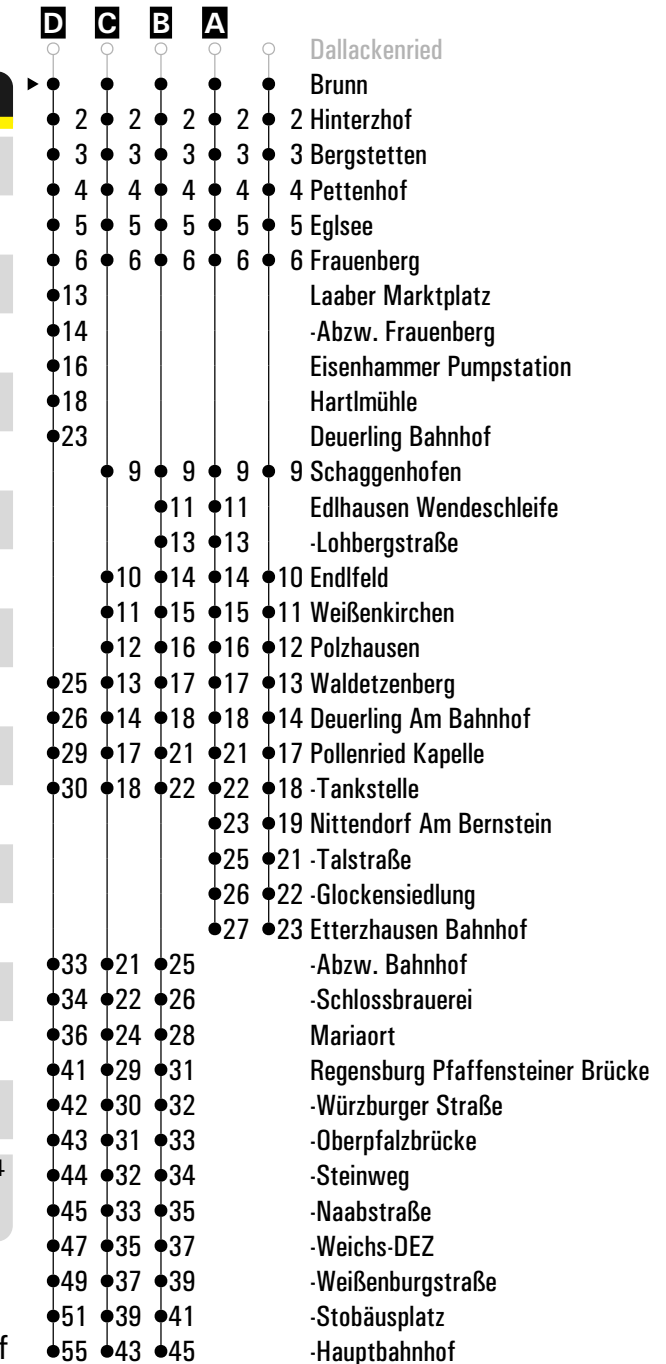 D C B A
Dallackenried
Brunn
2 2 2 2 2 Hinterzhof
3 3 3 3 3 Bergstetten
4 4 4 4 4 Pettenhof
5 5 5 5 5 Eglsee
6 6 6 6 6 Frauenberg
13 Laaber Marktplatz
14 -Abzw. Frauenberg
16 Eisenhammer Pumpstation
18 Hartlmühle
23 Deuerling Bahnhof
9 9 9 9 Schaggenhofen
11 11 Edlhausen Wendeschleife
13 13 -Lohbergstraße
10 14 14 10 Endlfeld
11 15 15 11 Weißenkirchen
12 16 16 12 Polzhausen
25 13 17 17 13 Waldetzenberg
26 14 18 18 14 Deuerling Am Bahnhof
29 17 21 21 17 Pollenried Kapelle
30 18 22 22 18 -Tankstelle
23 19 Nittendorf Am Bernstein
25 21 -Talstraße
26 22 -Glockensiedlung
27 23 Etterzhausen Bahnhof
33 21 25 -Abzw. Bahnhof
34 22 26 -Schlossbrauerei
36 24 28 Mariaort
41 29 31 Regensburg Pfaffensteiner Brücke
42 30 32 -Würzburger Straße
43 31 33 -Oberpfalzbrücke
44 32 34 -Steinweg
45 33 35 -Naabstraße
47 35 37 -Weichs-DEZ
49 37 39 -Weißenburgstraße
51 39 41 -Stobäusplatz
55 43 45 -Hauptbahnhof